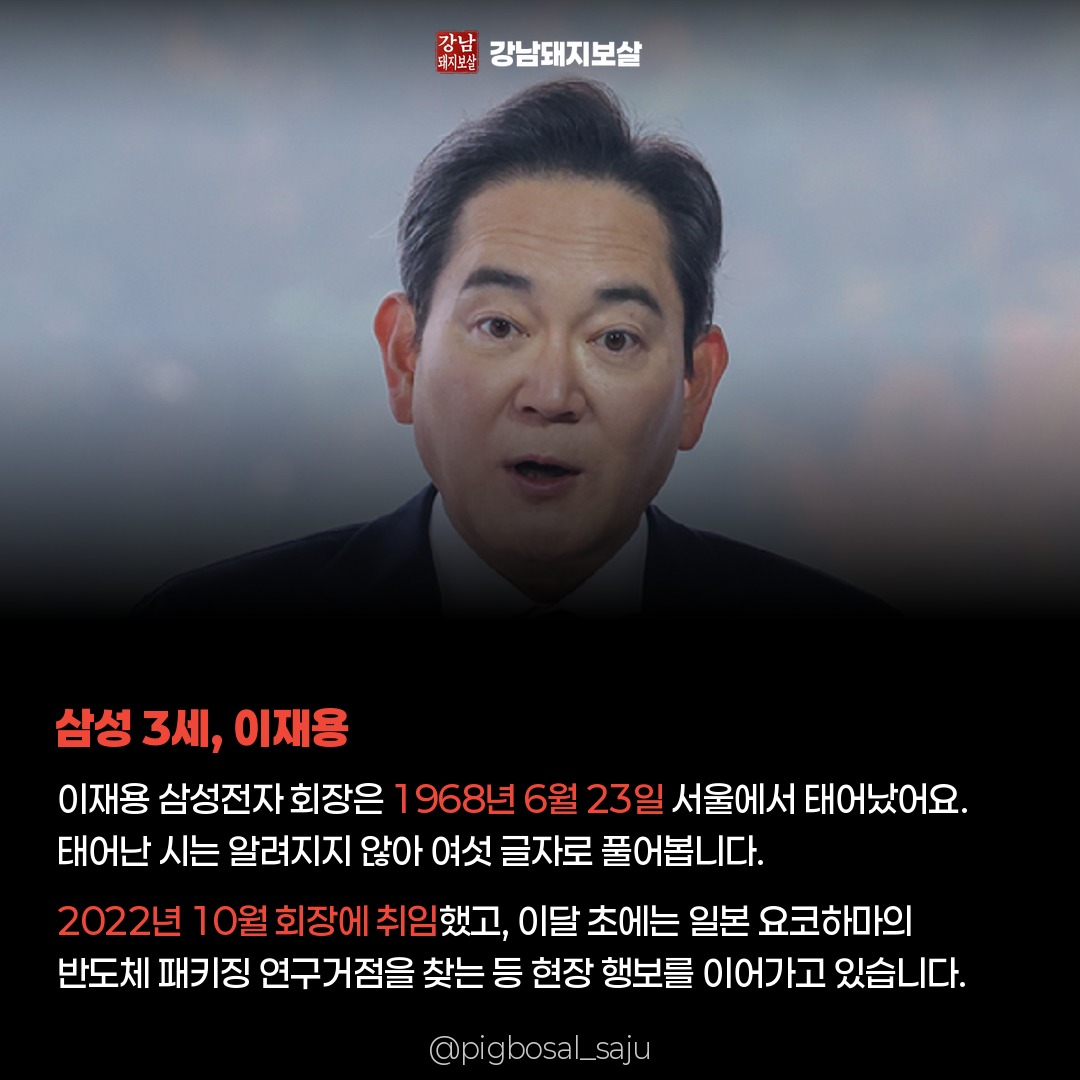 강남
돼지보살
강남돼지보살
삼성 3세, 이재용
이재용 삼성전자 회장은 1968년 6월 23일 서울에서 태어났어요.
태어난 시는 알려지지 않아 여섯 글자로 풀어봅니다.
2022년 10월 회장에 취임했고, 이달 초에는 일본 요코하마의
반도체 패키징 연구거점을 찾는 등 현장 행보를 이어가고 있습니다.
@pigbosal_saju